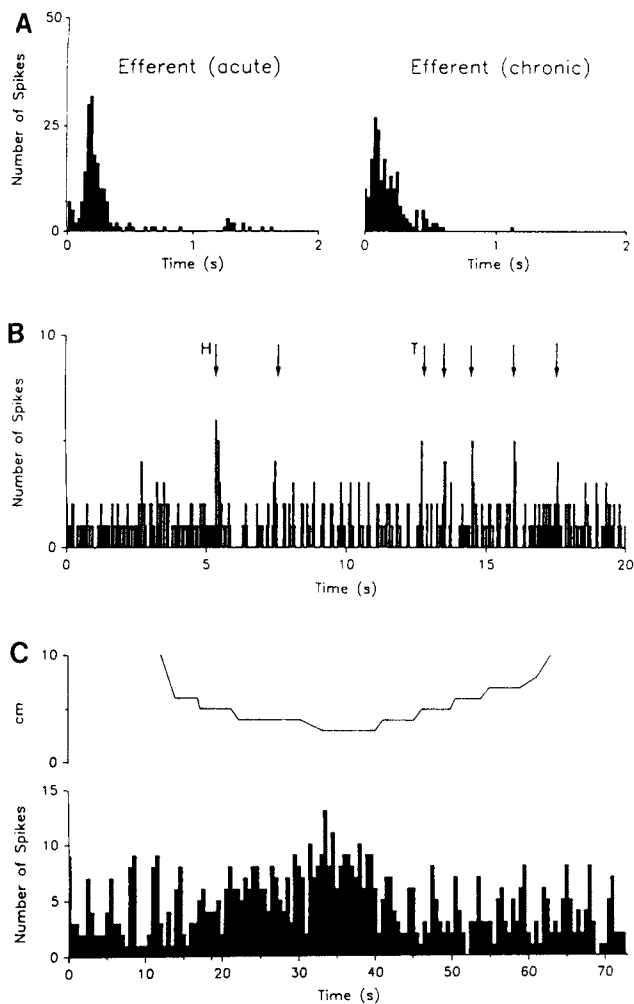 A
50
25
0
Number of Spikes
Efferent (acute)
0 1 2
Time (s)
Efferent (chronic)
0 1 2
Time (s)
B
10
0
Number of Spikes
H
T
0 5 10 15 20
Time (s)
C
10
0
cm
15
10
5
0
Number of Spikes
0 10 20 30 40 50 60 70
Time (s)